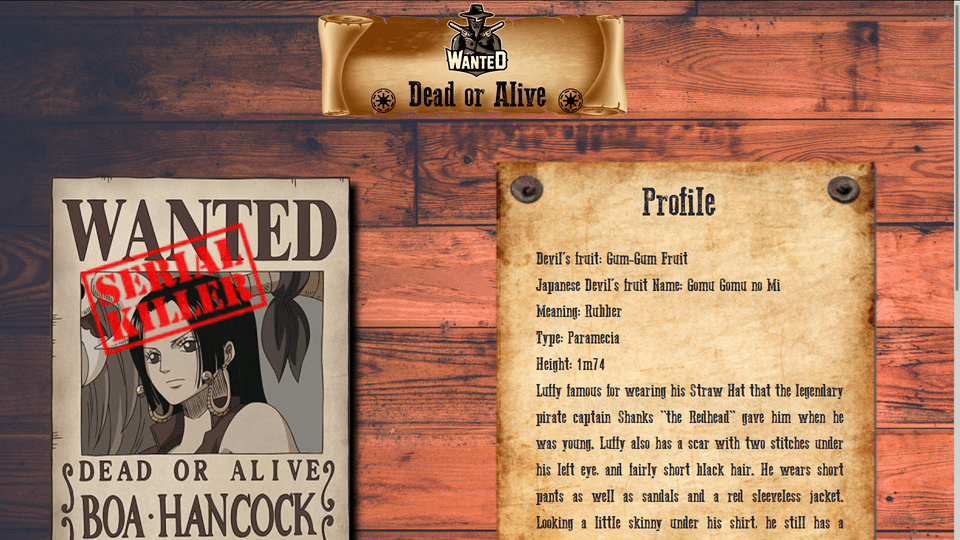 WANTED
Dead or Alive
WANTED
SERIAL
KILLER
DEAD OR ALIVE
BOA·HANCOCK
Profile
Devil's fruit: Gum-Gum Fruit
Japanese Devil's fruit Name: Gomu Gomu no Mi
Meaning: Rubber
Type: Paramecia
Height: 1m74
Luffy famous for wearing his Straw Hat that the legendary
pirate captain Shanks "the Redhead" gave him when he
was young. Luffy also has a scar with two stitches under
his left eye, and fairly short black hair. He wears short
pants as well as sandals and a red sleeveless jacket.
Looking a little skinny under his shirt, he still has a